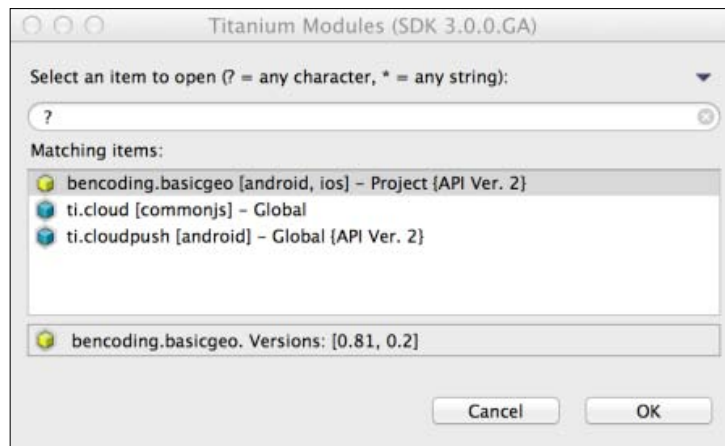 Titanium Modules (SDK 3.0.0.GA)
Select an item to open (? = any character, * = any string):
?
Matching items:
bencoding.basicgeo [android, ios] – Project {API Ver. 2}
ti.cloud [commonjs] – Global
ti.cloudpush [android] – Global {API Ver. 2}
bencoding.basicgeo. Versions: [0.81, 0.2]
Cancel OK